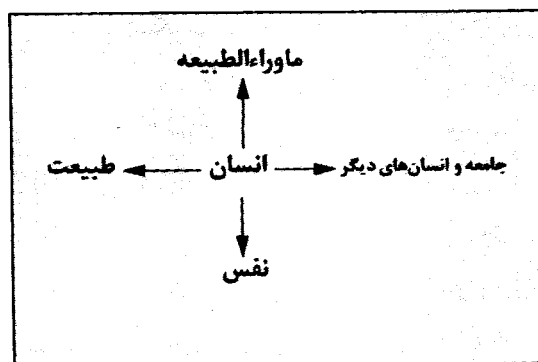 ماوراءالطبیعه
جامعه و انسان‌های دیگر
انسان
طبیعت
نفس